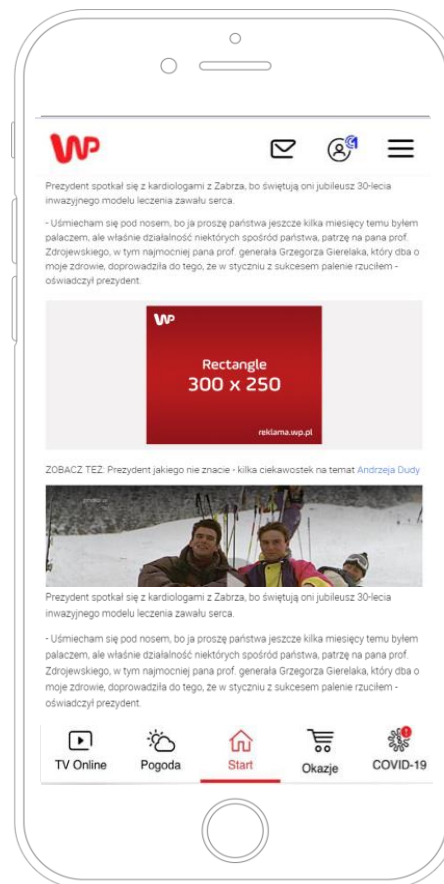 WP
Prezydent spotkał się z kardiologami z Zabrza, bo świętują oni jubileusz 30-lecia
inwazyjnego modelu leczenia zawału serca.
- Uśmiecham się pod nosem, bo ja proszę państwa jeszcze kilka miesięcy temu byłem
palaczem, ale właśnie działalność niektórych spośród państwa, patrzę na pana prof.
Zdrojewskiego, w tym najmocniej pana prof. generała Grzegorza Gierelaka, który dba o
moje zdrowie, doprowadziła do tego, że w styczniu z sukcesem palenie rzuciłem -
oświadczył prezydent.
WP
Rectangle
300 x 250
reklama.wp.pl
ZOBACZ TEŻ: Prezydent jakiego nie znacie - kilka ciekawostek na temat Andrzeja Dudy
Prezydent spotkał się z kardiologami z Zabrza, bo świętują oni jubileusz 30-lecia
inwazyjnego modelu leczenia zawału serca.
- Uśmiecham się pod nosem, bo ja proszę państwa jeszcze kilka miesięcy temu byłem
palaczem, ale właśnie działalność niektórych spośród państwa, patrzę na pana prof.
Zdrojewskiego, w tym najmocniej pana prof. generała Grzegorza Gierelaka, który dba o
moje zdrowie, doprowadziła do tego, że w styczniu z sukcesem palenie rzuciłem -
oświadczył prezydent.
TV Online Pogoda Start Okazje COVID-19